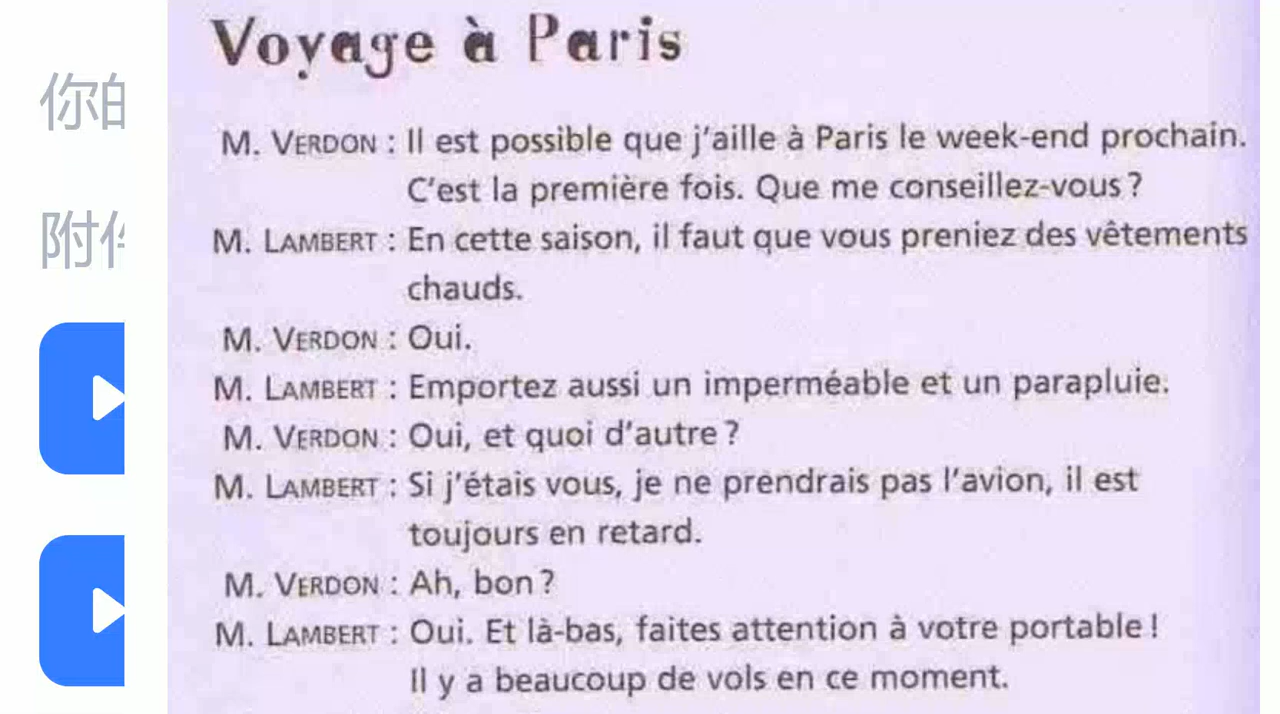 Voyage à Paris
你的
附件
M. VERDON : Il est possible que j'aille à Paris le week-end prochain.
C'est la première fois. Que me conseillez-vous ?
M. LAMBERT : En cette saison, il faut que vous preniez des vêtements
chauds.
M. VERDON : Oui.
M. LAMBERT : Emportez aussi un imperméable et un parapluie.
M. VERDON : Oui, et quoi d'autre ?
M. LAMBERT : Si j'étais vous, je ne prendrais pas l'avion, il est
toujours en retard.
M. VERDON : Ah, bon ?
M. LAMBERT : Oui. Et là-bas, faites attention à votre portable !
Il y a beaucoup de vols en ce moment.